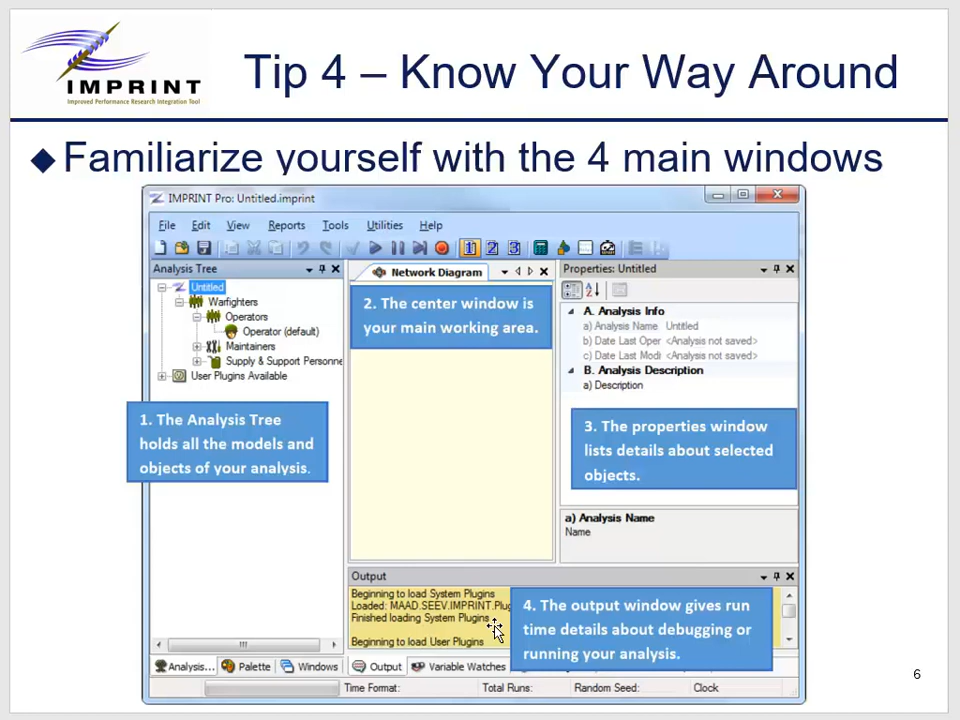 IMPRINT
Improved Performance Research Integration Tool
Tip 4 – Know Your Way Around
Familiarize yourself with the 4 main windows
IMPRINT Pro: Untitled.imprint
File Edit View Reports Tools Utilities Help
1 2 3
Analysis Tree
Untitled
Warfighters
Operators
Operator (default)
Maintainers
Supply & Support Personne
User Plugins Available
1. The Analysis Tree
holds all the models and
objects of your analysis.
Analysis... Palette Windows
Network Diagram
2. The center window is
your main working area.
Properties: Untitled
A. Analysis Info
a) Analysis Name Untitled
b) Date Last Oper <Analysis not saved>
c) Date Last Modi <Analysis not saved>
B. Analysis Description
a) Description
3. The properties window
lists details about selected
objects.
a) Analysis Name
Name
Output
Beginning to load System Plugins
Loaded: MAAD.SEEV.IMPRINT.Plug
Finished loading System Plugins
Beginning to load User Plugins
4. The output window gives run
time details about debugging or
running your analysis.
Output Variable Watches
Time Format: Total Runs: Random Seed: Clock
6